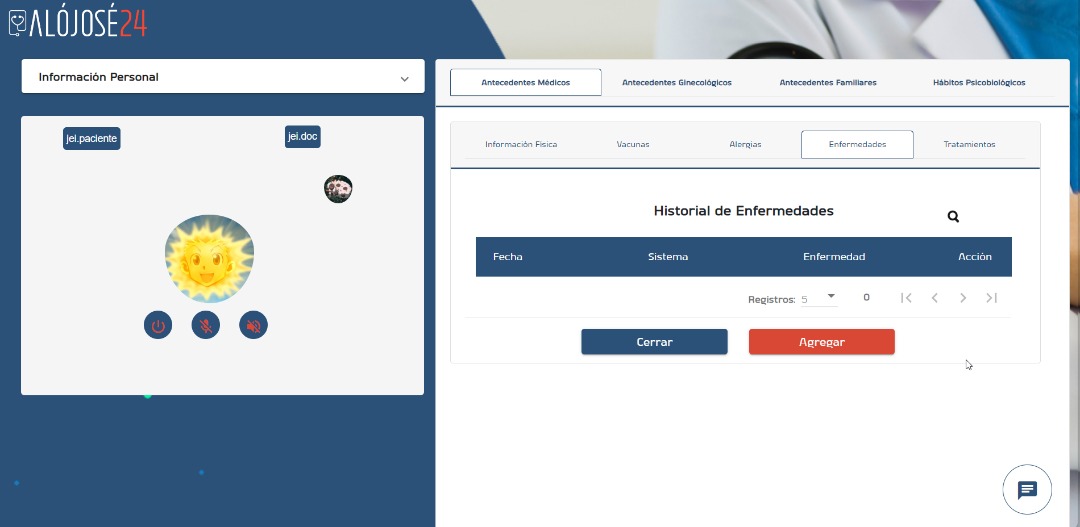 ALÓJOSÉ24
Información Personal
jei.paciente
jei.doc
Antecedentes Médicos
Antecedentes Ginecológicos
Antecedentes Familiares
Hábitos Psicobiológicos
Información Física
Vacunas
Alergias
Enfermedades
Tratamientos
Historial de Enfermedades
Fecha
Sistema
Enfermedad
Acción
Registros: 5
0
Cerrar
Agregar